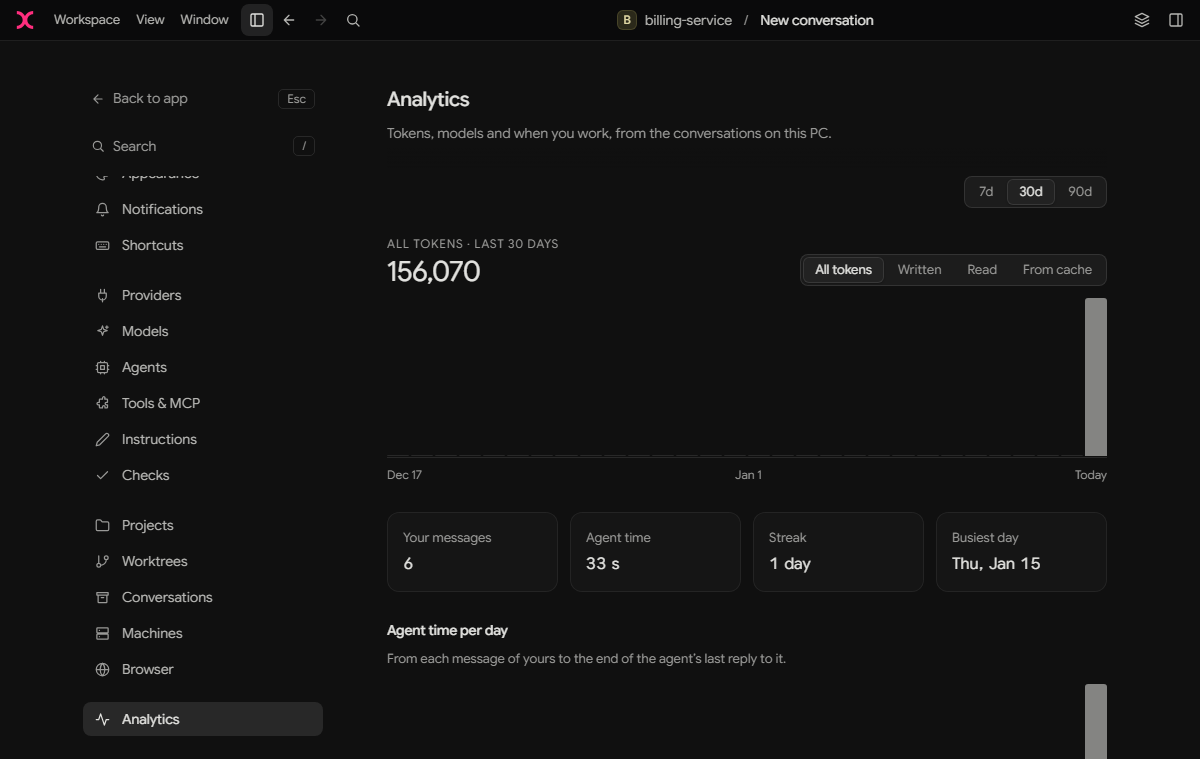 Workspace View Window
B billing-service / New conversation
Back to app Esc
Search /
Appearance
Notifications
Shortcuts
Providers
Models
Agents
Tools & MCP
Instructions
Checks
Projects
Worktrees
Conversations
Machines
Browser
Analytics
Analytics
Tokens, models and when you work, from the conversations on this PC.
7d 30d 90d
ALL TOKENS · LAST 30 DAYS
156,070
All tokens Written Read From cache
Dec 17 Jan 1 Today
Your messages
6
Agent time
33 s
Streak
1 day
Busiest day
Thu, Jan 15
Agent time per day
From each message of yours to the end of the agent's last reply to it.